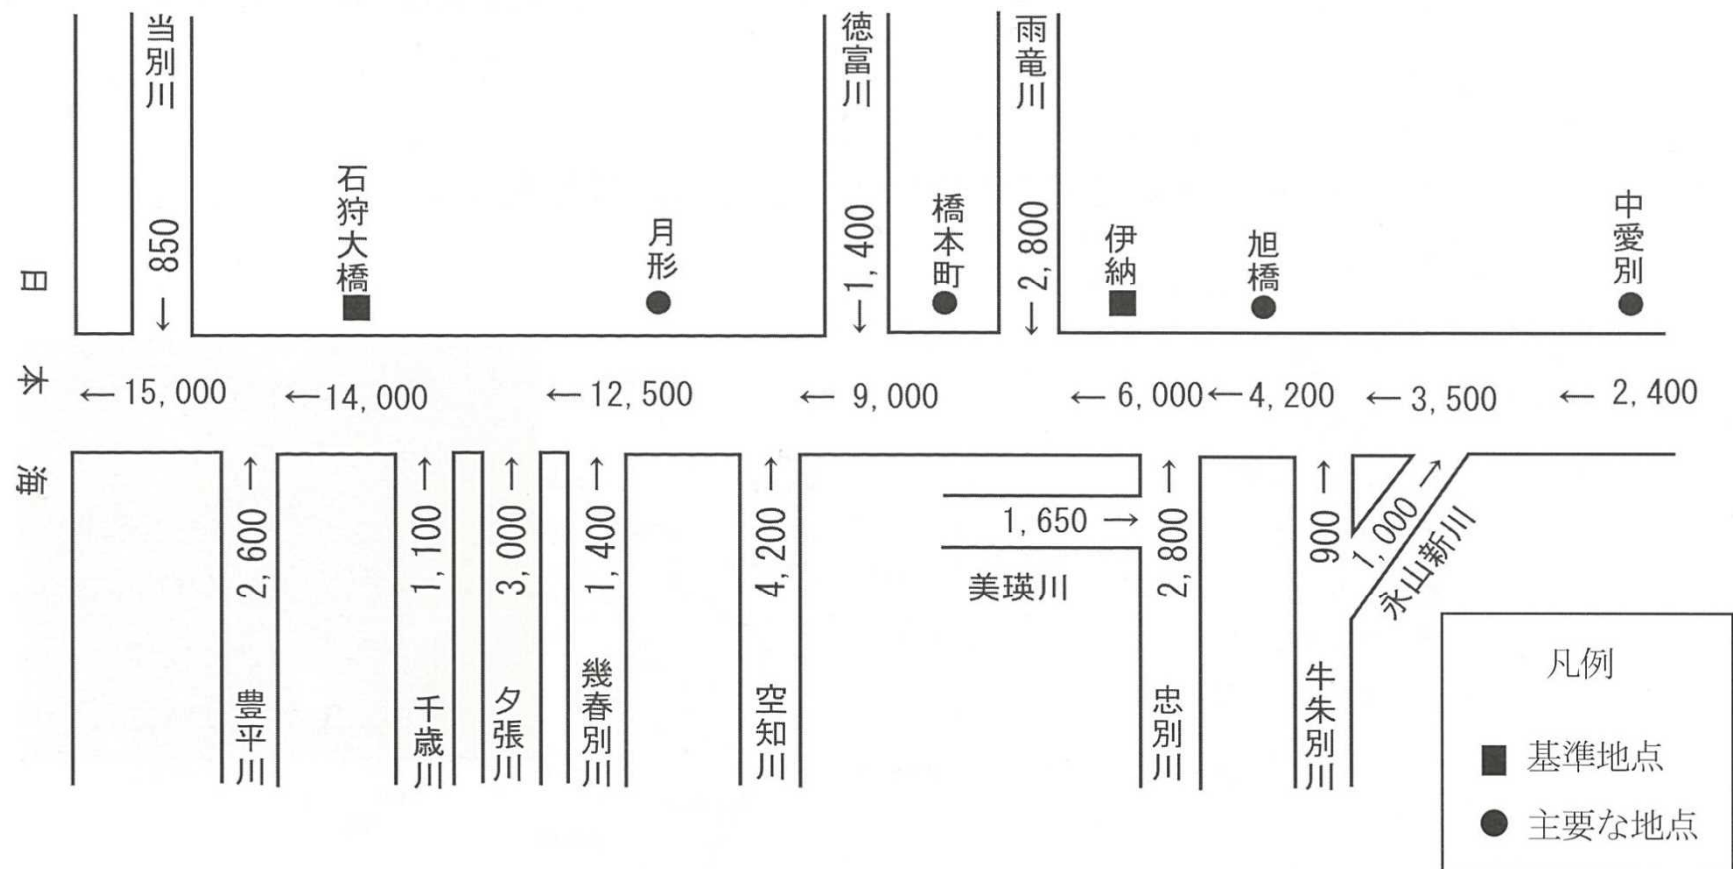 当別川
徳富川
雨竜川
850
石狩大橋
月形
1,400
橋本町
2,800
伊納
旭橋
中愛別
←
←
←
日本海
←15,000
←14,000
←12,500
←9,000
←6,000
←4,200
←3,500
←2,400
2,600→
1,100→
3,000→
1,400→
4,200→
1,650→
2,800→
900→
1,000→
豊平川
千歳川
夕張川
幾春別川
空知川
美瑛川
忠別川
牛朱別川
永山新川
凡例
■ 基準地点
● 主要な地点